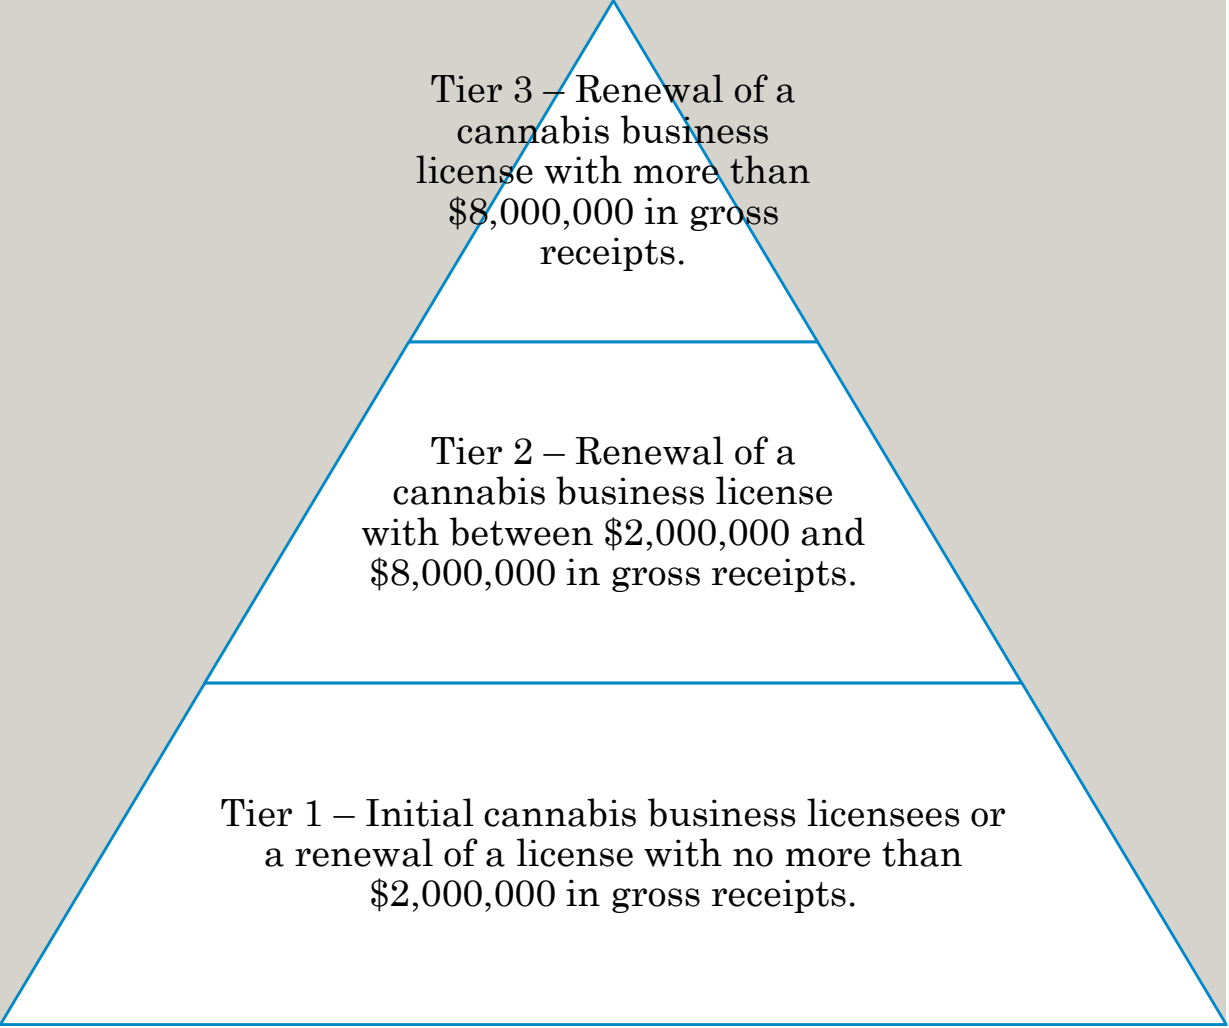 Tier 3 – Renewal of a
cannabis business
license with more than
$8,000,000 in gross
receipts.
Tier 2 – Renewal of a
cannabis business license
with between $2,000,000 and
$8,000,000 in gross receipts.
Tier 1 – Initial cannabis business licensees or
a renewal of a license with no more than
$2,000,000 in gross receipts.